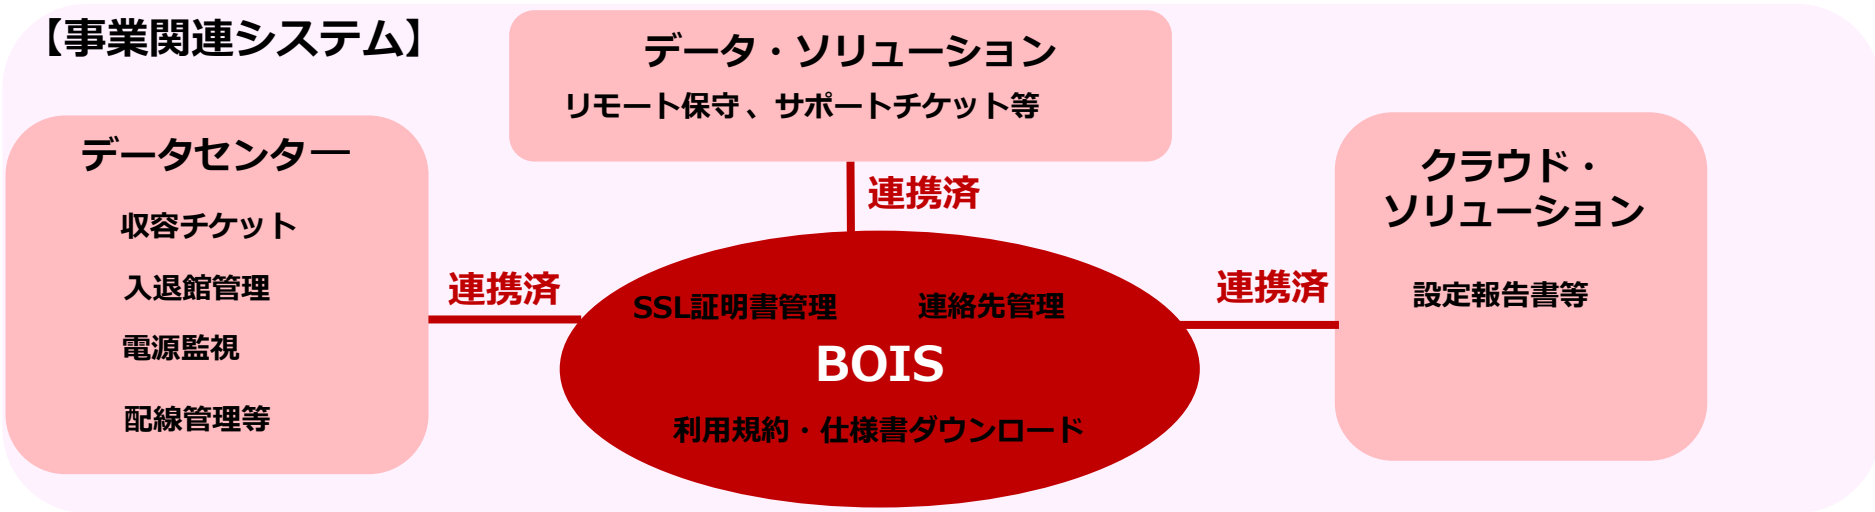 【事業関連システム】
データ・ソリューション
リモート保守、サポートチケット等
データセンター
収容チケット
入退館管理
電源監視
配線管理等
連携済
連携済
連携済
クラウド・
ソリューション
設定報告書等
SSL証明書管理
連絡先管理
BOIS
利用規約・仕様書ダウンロード